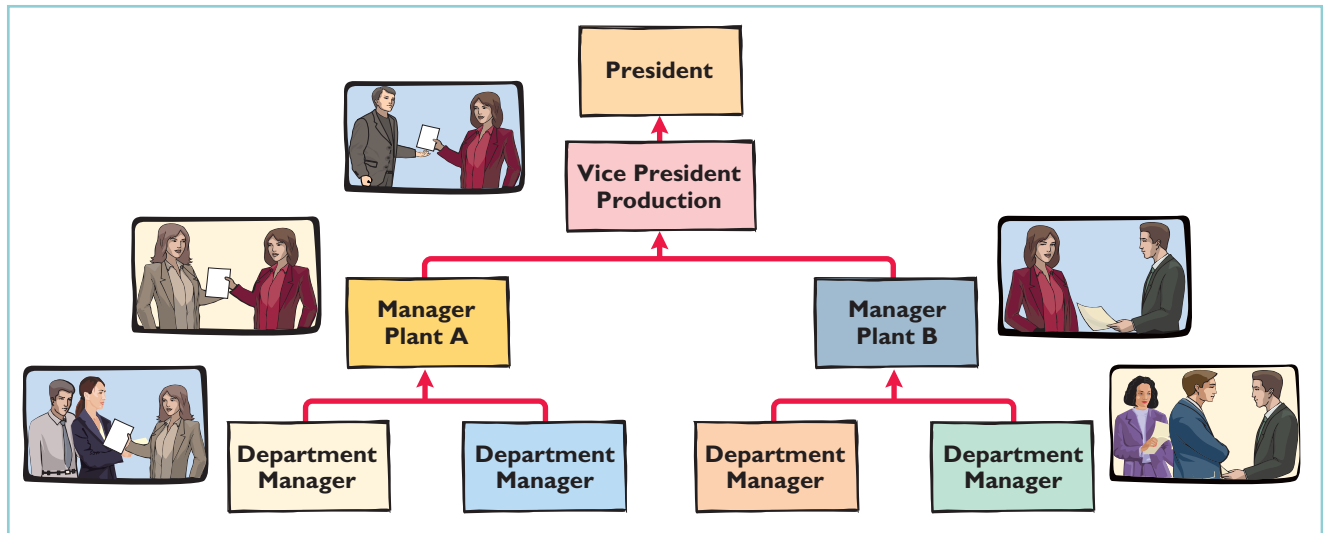 President
Vice President
Production
Manager
Plant A
Manager
Plant B
Department
Manager
Department
Manager
Department
Manager
Department
Manager